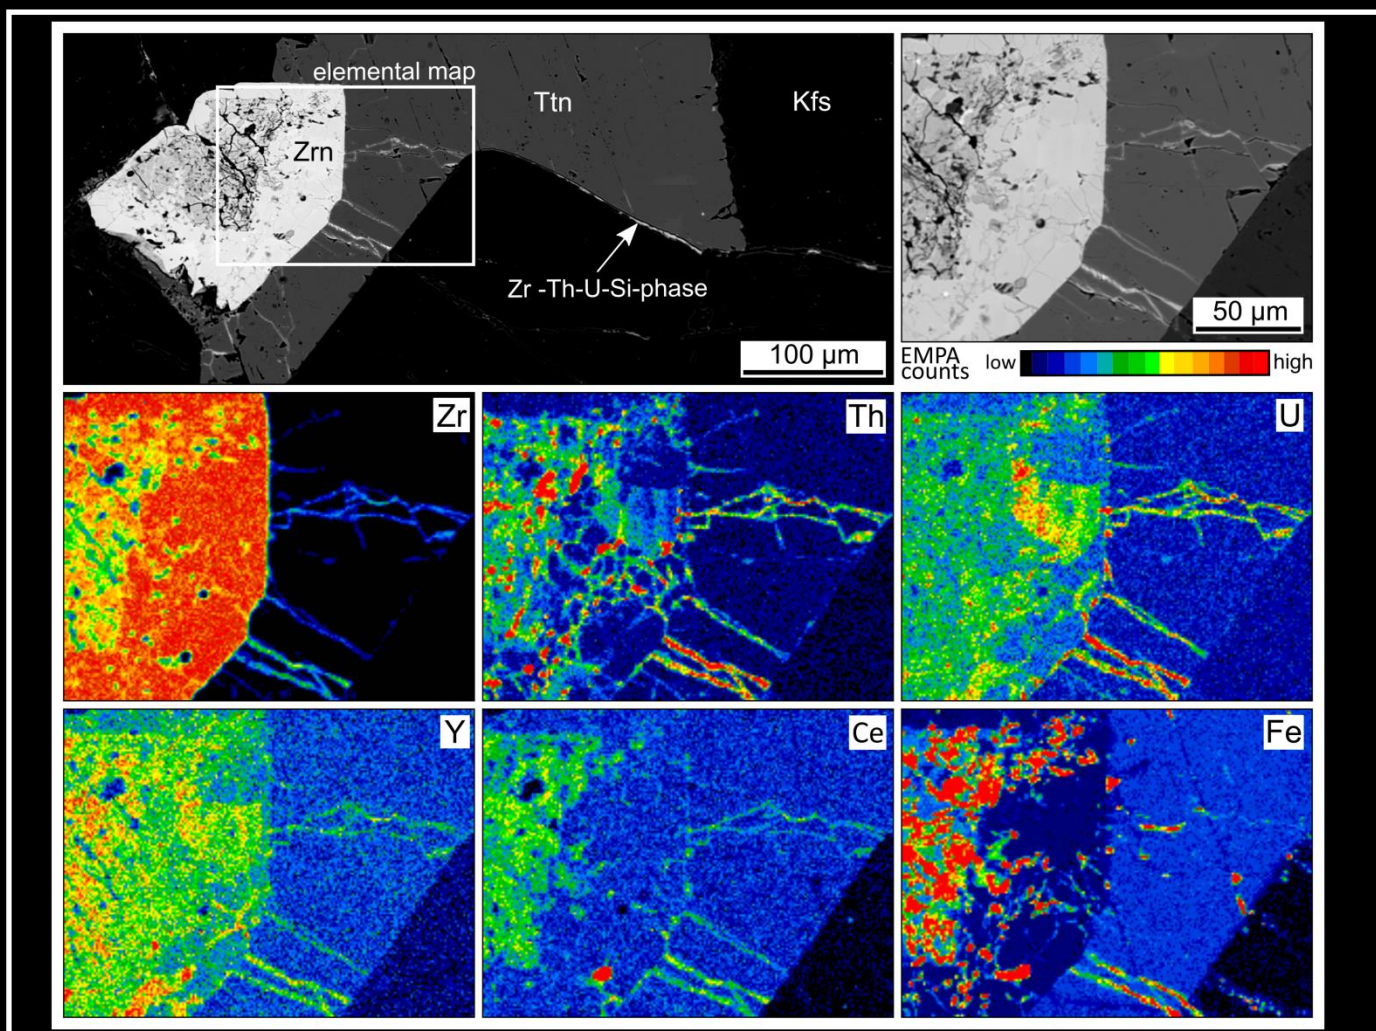 elemental map
Ttn
Kfs
Zrn
Zr -Th-U-Si-phase
100 µm
50 µm
EMPA
counts
low
high
Zr
Th
U
Y
Ce
Fe